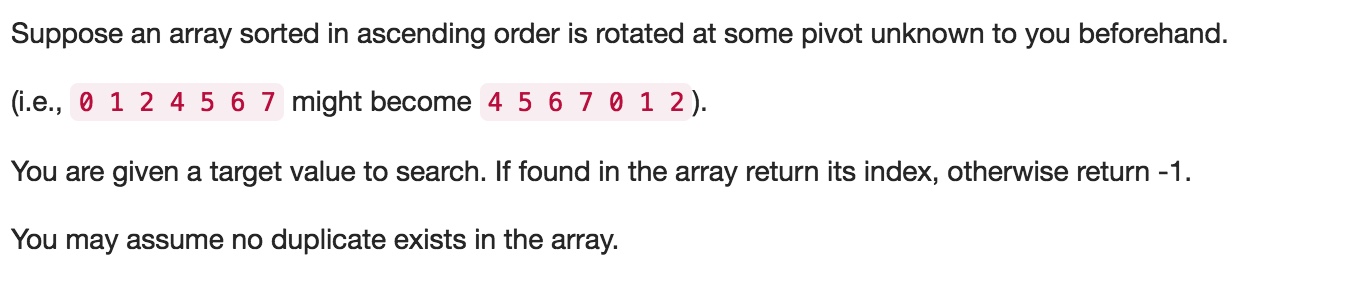 Suppose an array sorted in ascending order is rotated at some pivot unknown to you beforehand.
(i.e., 0 1 2 4 5 6 7 might become 4 5 6 7 0 1 2).
You are given a target value to search. If found in the array return its index, otherwise return -1.
You may assume no duplicate exists in the array.